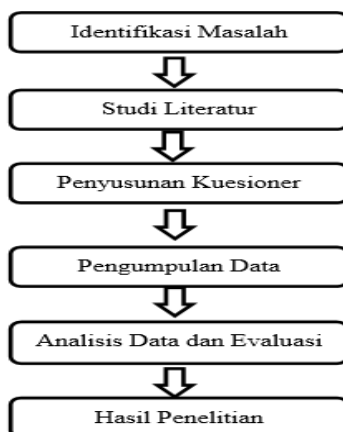 Identifikasi Masalah
Studi Literatur
Penyusunan Kuesioner
Pengumpulan Data
Analisis Data dan Evaluasi
Hasil Penelitian